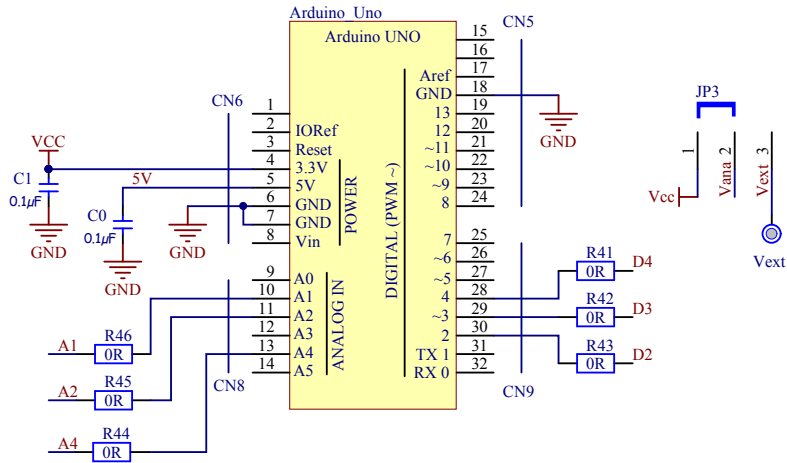 Arduino_Uno
Arduino UNO
CN6
1
2 IORef
3 Reset
4 3.3V
5 5V
6 GND
7 GND
8 Vin
POWER
VCC
C1
0.1µF
GND
5V
C0
0.1µF
GND
GND
9 A0
10 A1
11 A2
12 A3
13 A4
14 A5
ANALOG IN
CN8
A1 R46
0R
A2 R45
0R
A4 R44
0R
CN5
15
16
Aref 17
GND 18
13 19
12 20
~11 21
~10 22
~9 23
8 24
GND
DIGITAL (PWM ~)
7 25
~6 26
~5 27
4 28
~3 29
2 30
TX 1 31
RX 0 32
CN9
R41 D4
0R
R42 D3
0R
R43 D2
0R
JP3
1
Vana 2
Vext 3
Vcc
Vext